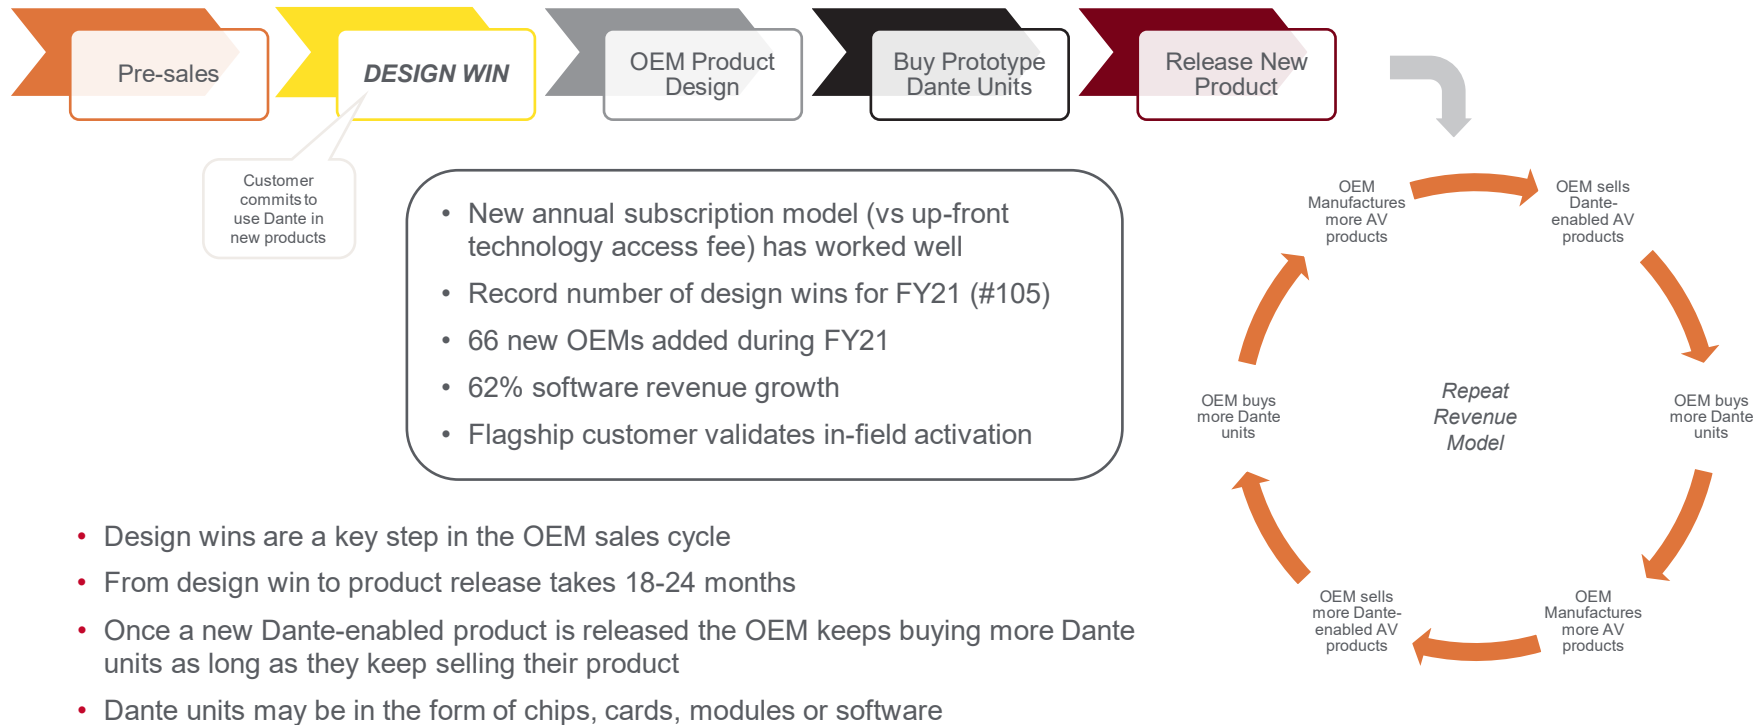 Pre-sales
DESIGN WIN
OEM Product
Design
Buy Prototype
Dante Units
Release New
Product
Customer
commits to
use Dante in
new products
• New annual subscription model (vs up-front
technology access fee) has worked well
• Record number of design wins for FY21 (#105)
• 66 new OEMs added during FY21
• 62% software revenue growth
• Flagship customer validates in-field activation
OEM
Manufactures
more AV
products
OEM sells
Dante-
enabled AV
products
OEM buys
more Dante
units
OEM
Manufactures
more AV
products
OEM sells
more Dante-
enabled AV
products
OEM buys
more Dante
units
Repeat
Revenue
Model
• Design wins are a key step in the OEM sales cycle
• From design win to product release takes 18-24 months
• Once a new Dante-enabled product is released the OEM keeps buying more Dante
units as long as they keep selling their product
• Dante units may be in the form of chips, cards, modules or software